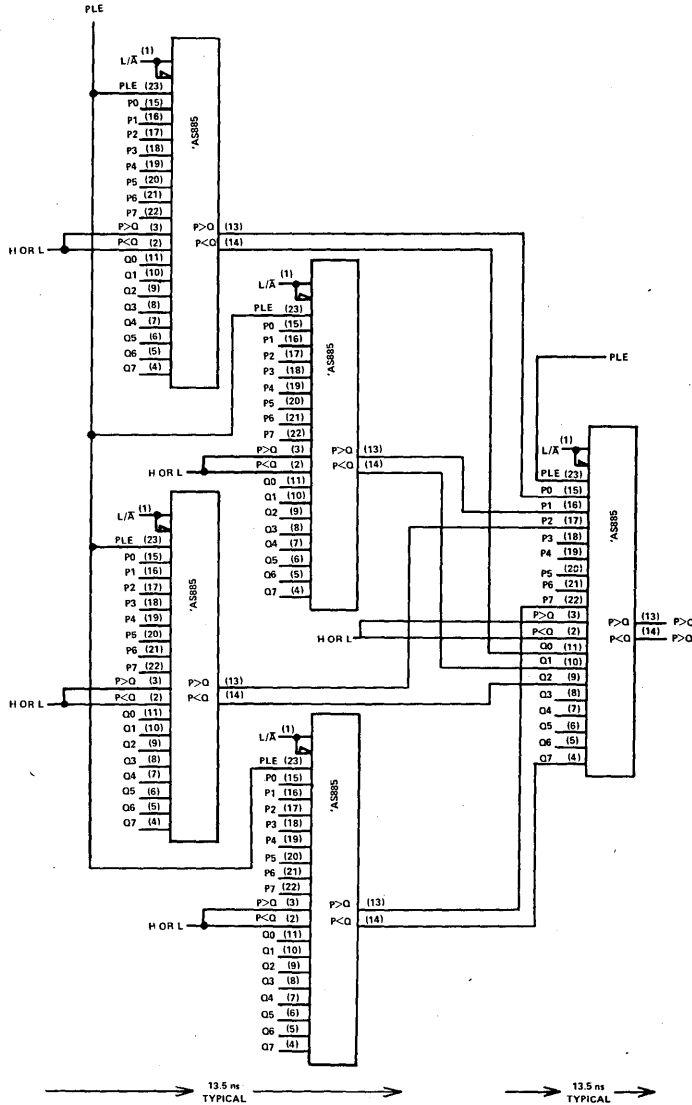 PLE
L/A̅ (1)
PLE (23)
P0 (15)
P1 (16)
P2 (17)
P3 (18)
P4 (19)
P5 (20)
P6 (21)
P7 (22)
P>Q (3)
P<Q (2)
Q0 (11)
Q1 (10)
Q2 (9)
Q3 (8)
Q4 (7)
Q5 (6)
Q6 (5)
Q7 (4)
'AS885
P>Q (13)
P<Q (14)
H OR L
L/A̅ (1)
PLE (23)
P0 (15)
P1 (16)
P2 (17)
P3 (18)
P4 (19)
P5 (20)
P6 (21)
P7 (22)
P>Q (3)
P<Q (2)
Q0 (11)
Q1 (10)
Q2 (9)
Q3 (8)
Q4 (7)
Q5 (6)
Q6 (5)
Q7 (4)
'AS885
P>Q (13)
P<Q (14)
H OR L
L/A̅ (1)
PLE (23)
P0 (15)
P1 (16)
P2 (17)
P3 (18)
P4 (19)
P5 (20)
P6 (21)
P7 (22)
P>Q (3)
P<Q (2)
Q0 (11)
Q1 (10)
Q2 (9)
Q3 (8)
Q4 (7)
Q5 (6)
Q6 (5)
Q7 (4)
'AS885
P>Q (13)
P<Q (14)
H OR L
L/A̅ (1)
PLE (23)
P0 (15)
P1 (16)
P2 (17)
P3 (18)
P4 (19)
P5 (20)
P6 (21)
P7 (22)
P>Q (3)
P<Q (2)
Q0 (11)
Q1 (10)
Q2 (9)
Q3 (8)
Q4 (7)
Q5 (6)
Q6 (5)
Q7 (4)
'AS885
P>Q (13)
P<Q (14)
H OR L
PLE
L/A̅ (1)
PLE (23)
P0 (15)
P1 (16)
P2 (17)
P3 (18)
P4 (19)
P5 (20)
P6 (21)
P7 (22)
P>Q (3)
P<Q (2)
Q0 (11)
Q1 (10)
Q2 (9)
Q3 (8)
Q4 (7)
Q5 (6)
Q6 (5)
Q7 (4)
'AS885
P>Q (13) P>Q
P<Q (14) P>Q
H OR L
13.5 ns
TYPICAL
13.5 ns
TYPICAL